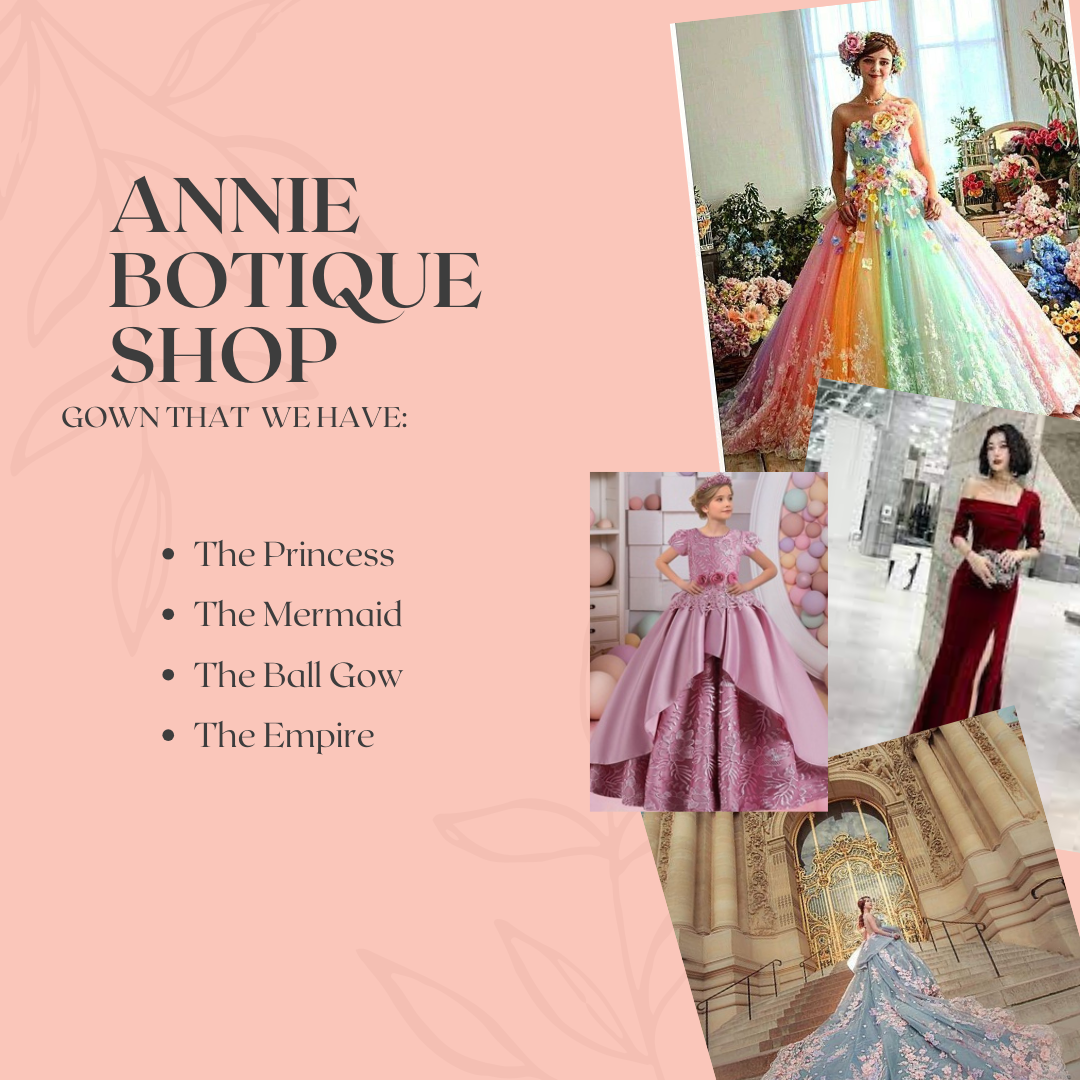 ANNIE
BOTIQUE
SHOP
GOWN THAT WE HAVE:
The Princess
The Mermaid
The Ball Gow
The Empire